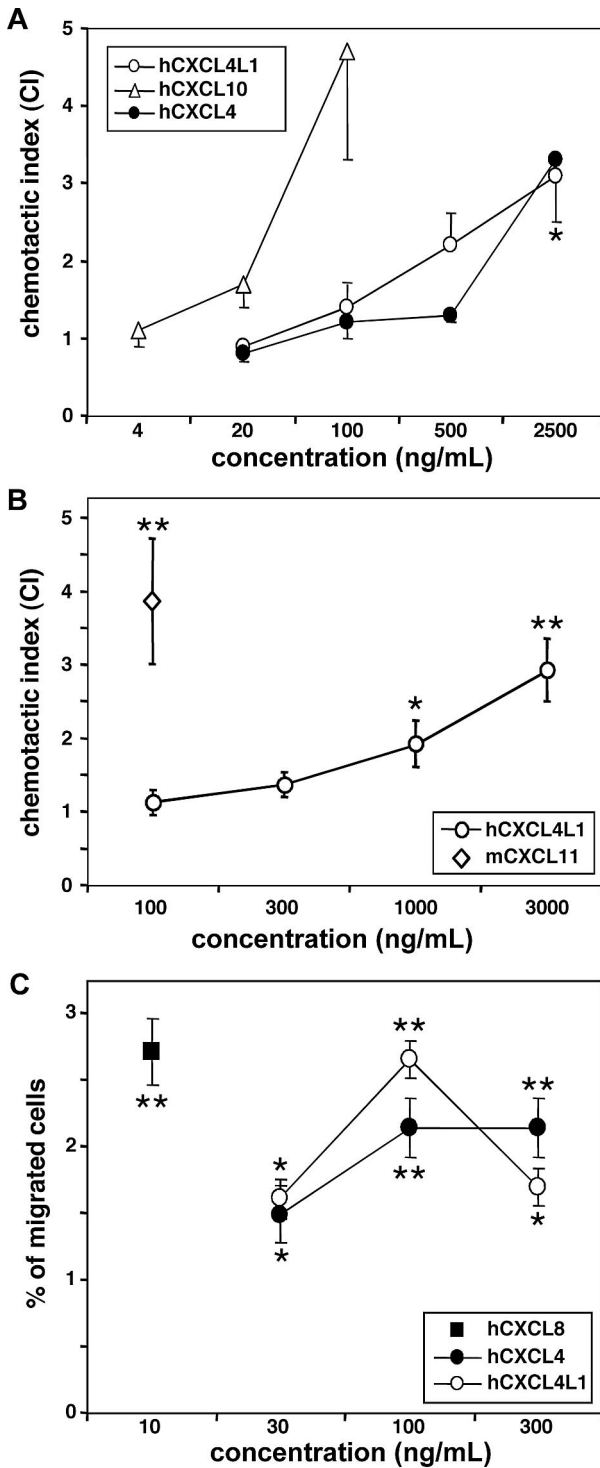 A
chemotactic index (CI)
5
4
3
2
1
0
hCXCL4L1
hCXCL10
hCXCL4
*
4 20 100 500 2500
concentration (ng/mL)
B
chemotactic index (CI)
5
4
3
2
1
0
**
*
**
hCXCL4L1
mCXCL11
100 300 1000 3000
concentration (ng/mL)
C
% of migrated cells
3
2
1
0
**
*
*
**
**
**
*
hCXCL8
hCXCL4
hCXCL4L1
10 30 100 300
concentration (ng/mL)